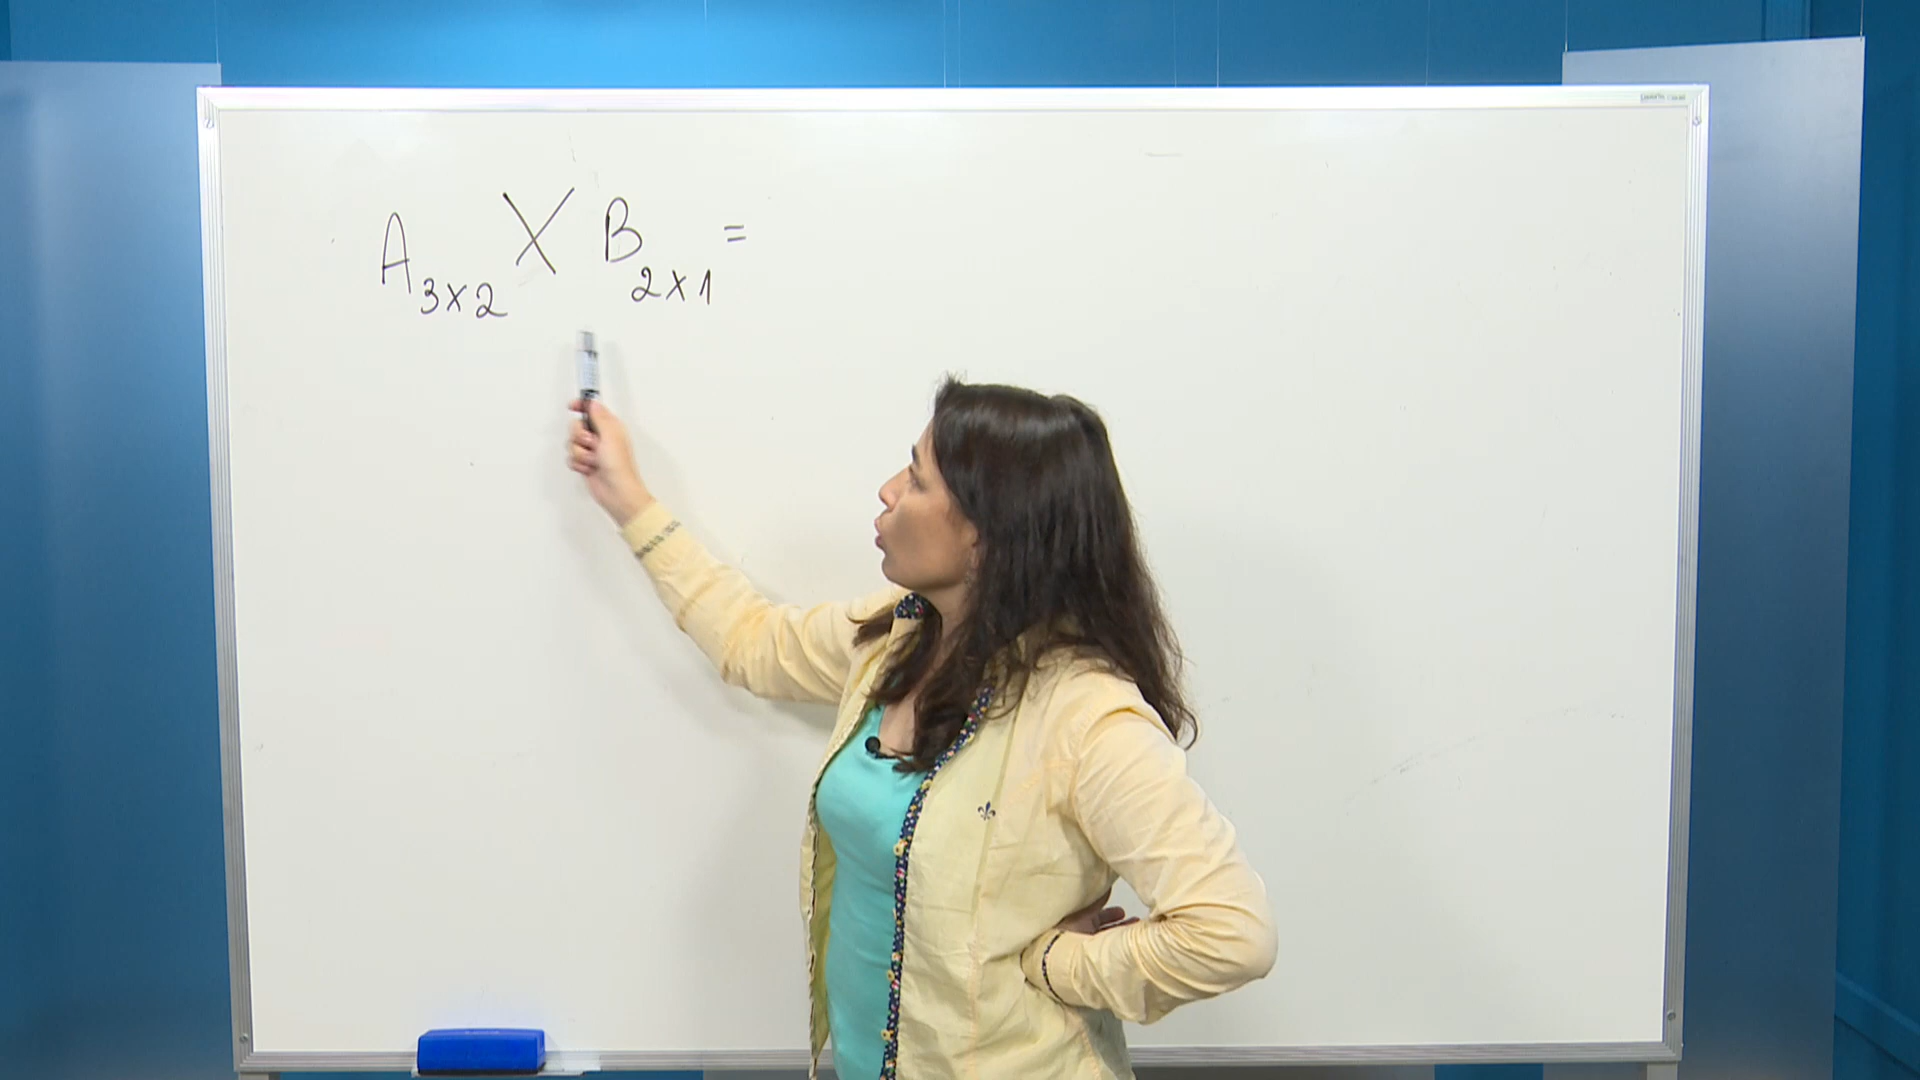 A₃ₓ₂ X B₂ₓ₁ =